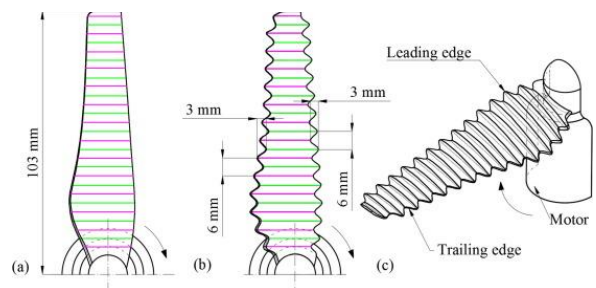 103 mm
(a)
3 mm
6 mm
(b)
3 mm
6 mm
Leading edge
Trailing edge
Motor
(c)